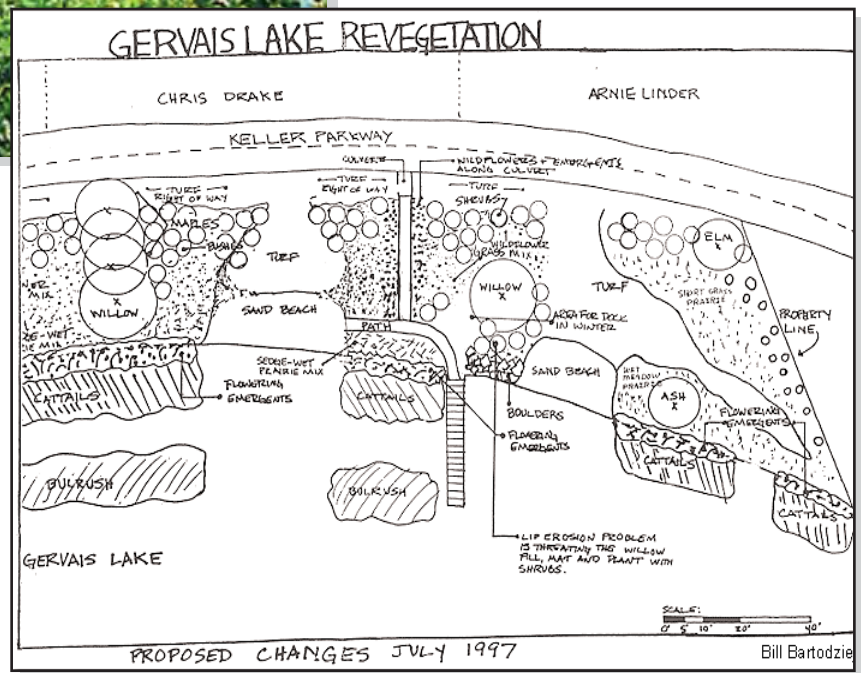 GERVAIS LAKE REVEGETATION
CHRIS DRAKE
ARNIE LINDER
KELLER PARKWAY
CULVERT
WILDFLOWERS + EMERGENTS
ALONG CULVERT
TURF
RIGHT OF WAY
TURF
RIGHT OF WAY
TURF
SHRUBS
MAPLES
BUSHES
TURF
WILDFLOWER
GRASS MIX
ELM
TURF
SHORT GRASS
PRAIRIE
PROPERTY
LINE
WILLOW
WILLOW
MIX
SAND BEACH
PATH
AREA FOR DOCK
IN WINTER
-WET
IE MIX
SEDGE-WET
PRAIRIE MIX
SAND BEACH
WET
MEADOW
PRAIRIE
ASH
FLOWERING
EMERGENTS
FLOWERING
EMERGENTS
CATTAILS
CATTAILS
BOULDERS
FLOWERING
EMERGENTS
CATTAILS
CATTAILS
BULRUSH
BULRUSH
LIP EROSION PROBLEM
IS THREATING THE WILLOW
FILL, MAT AND PLANT WITH
SHRUBS.
GERVAIS LAKE
SCALE:
0' 5 10' 20' 40'
PROPOSED CHANGES JULY 1997
Bill Bartodzie